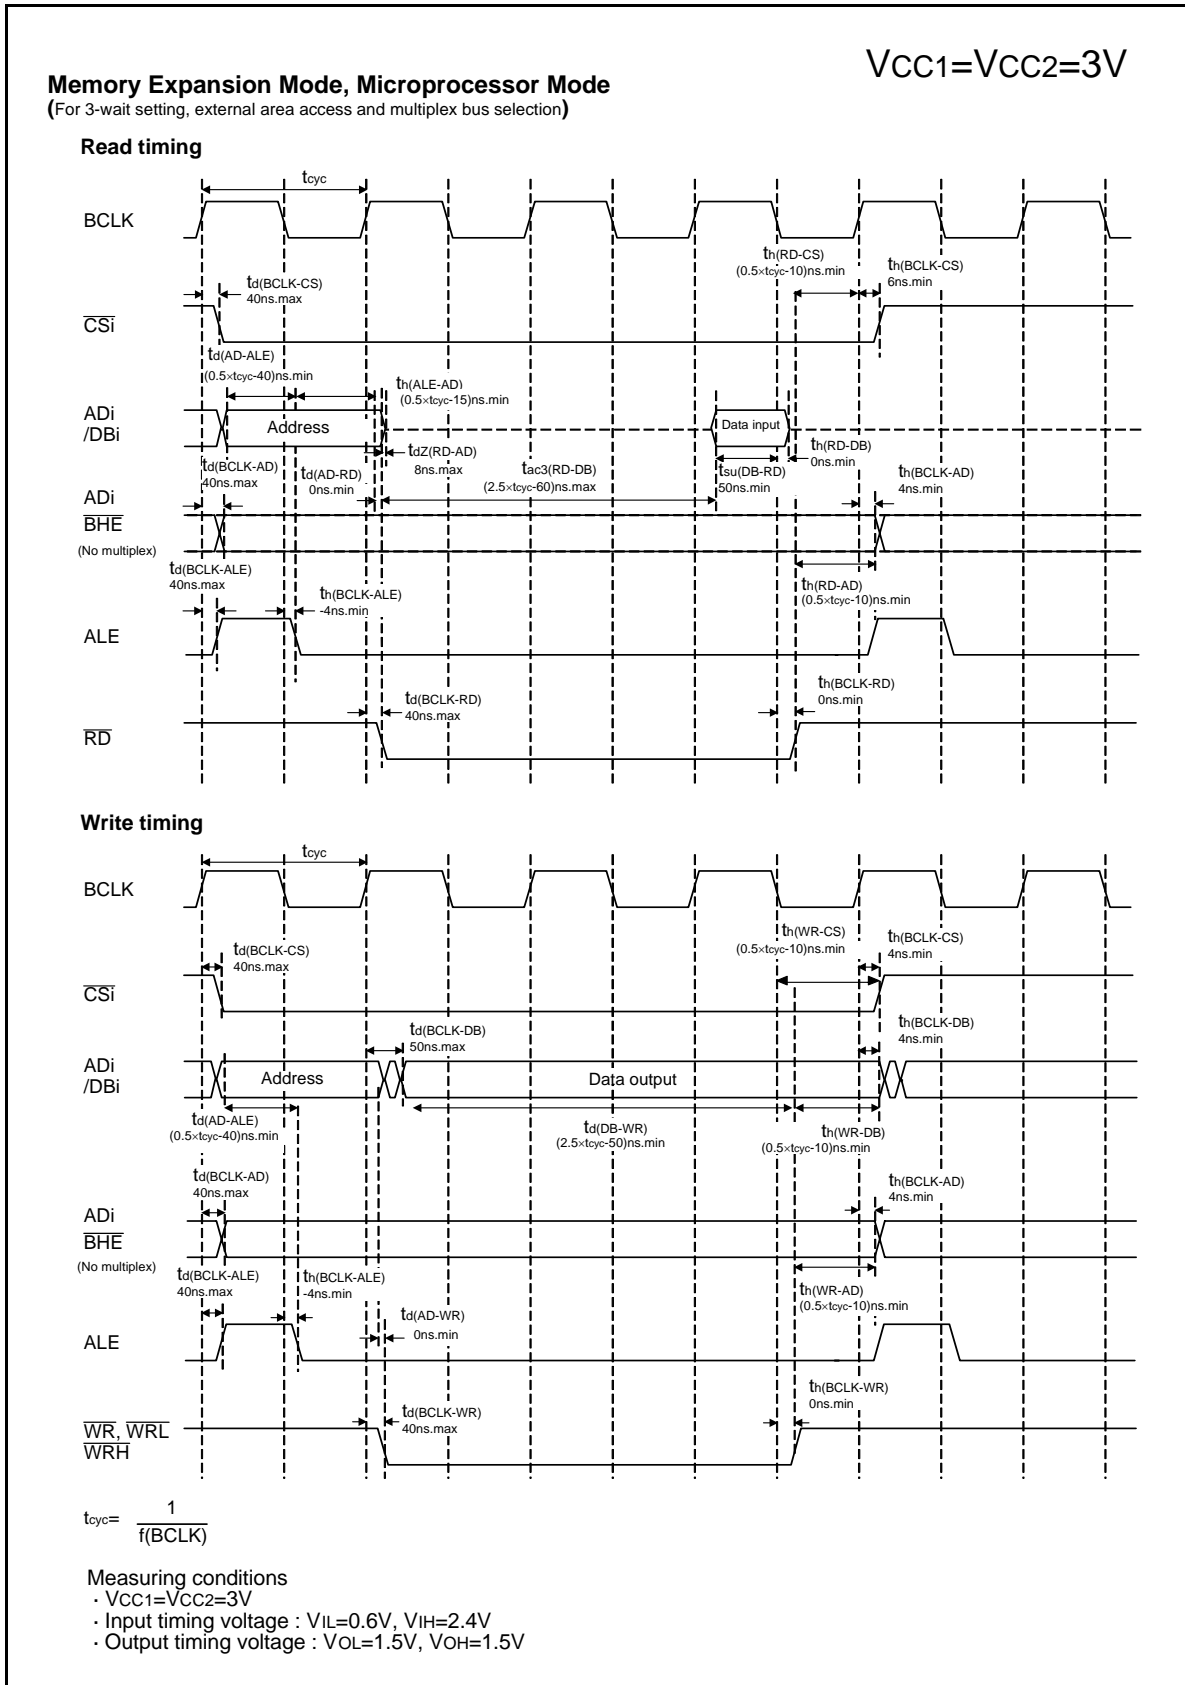 VCC1=VCC2=3V
Memory Expansion Mode, Microprocessor Mode
(For 3-wait setting, external area access and multiplex bus selection)
Read timing
tcyc
BCLK
th(RD-CS)
(0.5×tcyc-10)ns.min
th(BCLK-CS)
6ns.min
td(BCLK-CS)
40ns.max
CSi
td(AD-ALE)
(0.5×tcyc-40)ns.min
th(ALE-AD)
(0.5×tcyc-15)ns.min
ADi
/DBi
Address
Data input
tdZ(RD-AD)
8ns.max
th(RD-DB)
0ns.min
td(BCLK-AD)
40ns.max
td(AD-RD)
0ns.min
tac3(RD-DB)
(2.5×tcyc-60)ns.max
tsu(DB-RD)
50ns.min
th(BCLK-AD)
4ns.min
ADi
BHE
(No multiplex)
td(BCLK-ALE)
40ns.max
th(BCLK-ALE)
-4ns.min
th(RD-AD)
(0.5×tcyc-10)ns.min
ALE
td(BCLK-RD)
40ns.max
th(BCLK-RD)
0ns.min
RD
Write timing
tcyc
BCLK
th(WR-CS)
(0.5×tcyc-10)ns.min
th(BCLK-CS)
4ns.min
td(BCLK-CS)
40ns.max
CSi
td(BCLK-DB)
50ns.max
th(BCLK-DB)
4ns.min
ADi
/DBi
Address
Data output
td(AD-ALE)
(0.5×tcyc-40)ns.min
td(DB-WR)
(2.5×tcyc-50)ns.min
th(WR-DB)
(0.5×tcyc-10)ns.min
td(BCLK-AD)
40ns.max
th(BCLK-AD)
4ns.min
ADi
BHE
(No multiplex)
td(BCLK-ALE)
40ns.max
th(BCLK-ALE)
-4ns.min
td(AD-WR)
0ns.min
th(WR-AD)
(0.5×tcyc-10)ns.min
ALE
td(BCLK-WR)
40ns.max
th(BCLK-WR)
0ns.min
WR, WRL
WRH
tcyc= 1
f(BCLK)
Measuring conditions
· VCC1=VCC2=3V
· Input timing voltage : VIL=0.6V, VIH=2.4V
· Output timing voltage : VOL=1.5V, VOH=1.5V